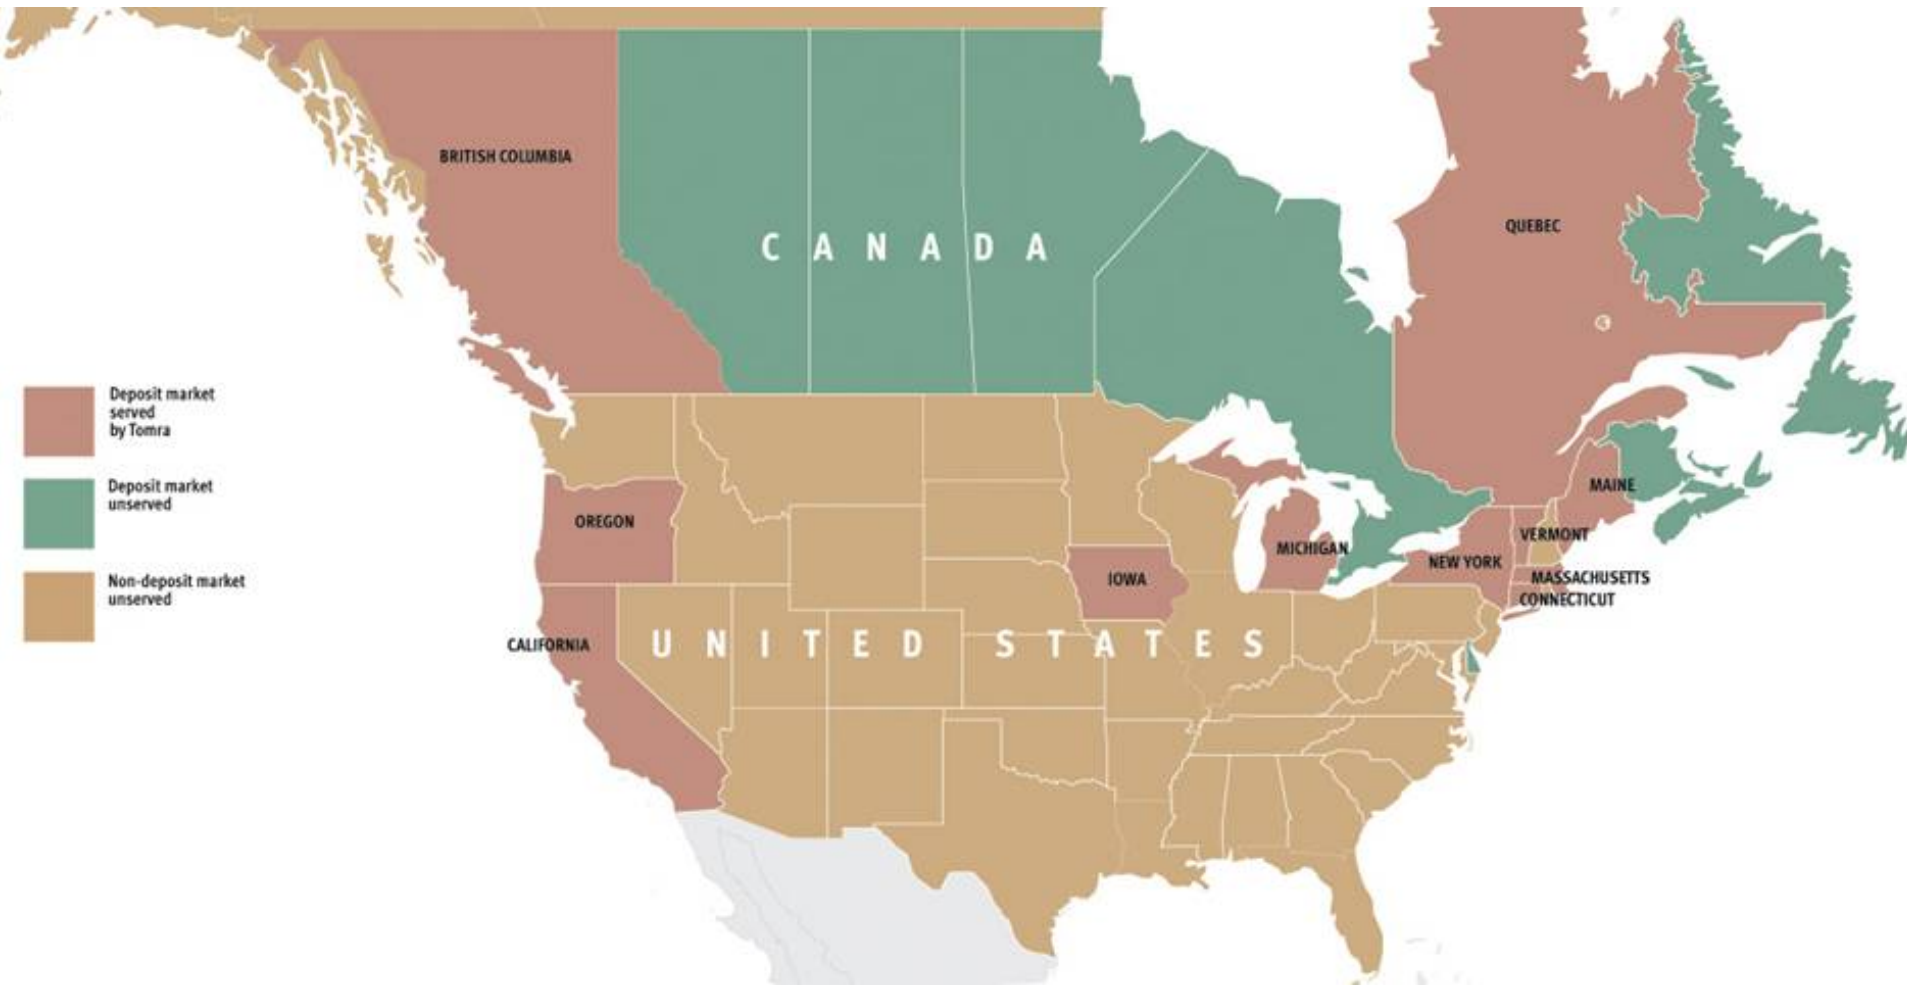 BRITISH COLUMBIA
QUEBEC
CANADA
Deposit market
served
by Tomra
Deposit market
unserved
Non-deposit market
unserved
OREGON
MAINE
VERMONT
MICHIGAN
NEW YORK
IOWA
MASSACHUSETTS
CONNECTICUT
CALIFORNIA
UNITED STATES